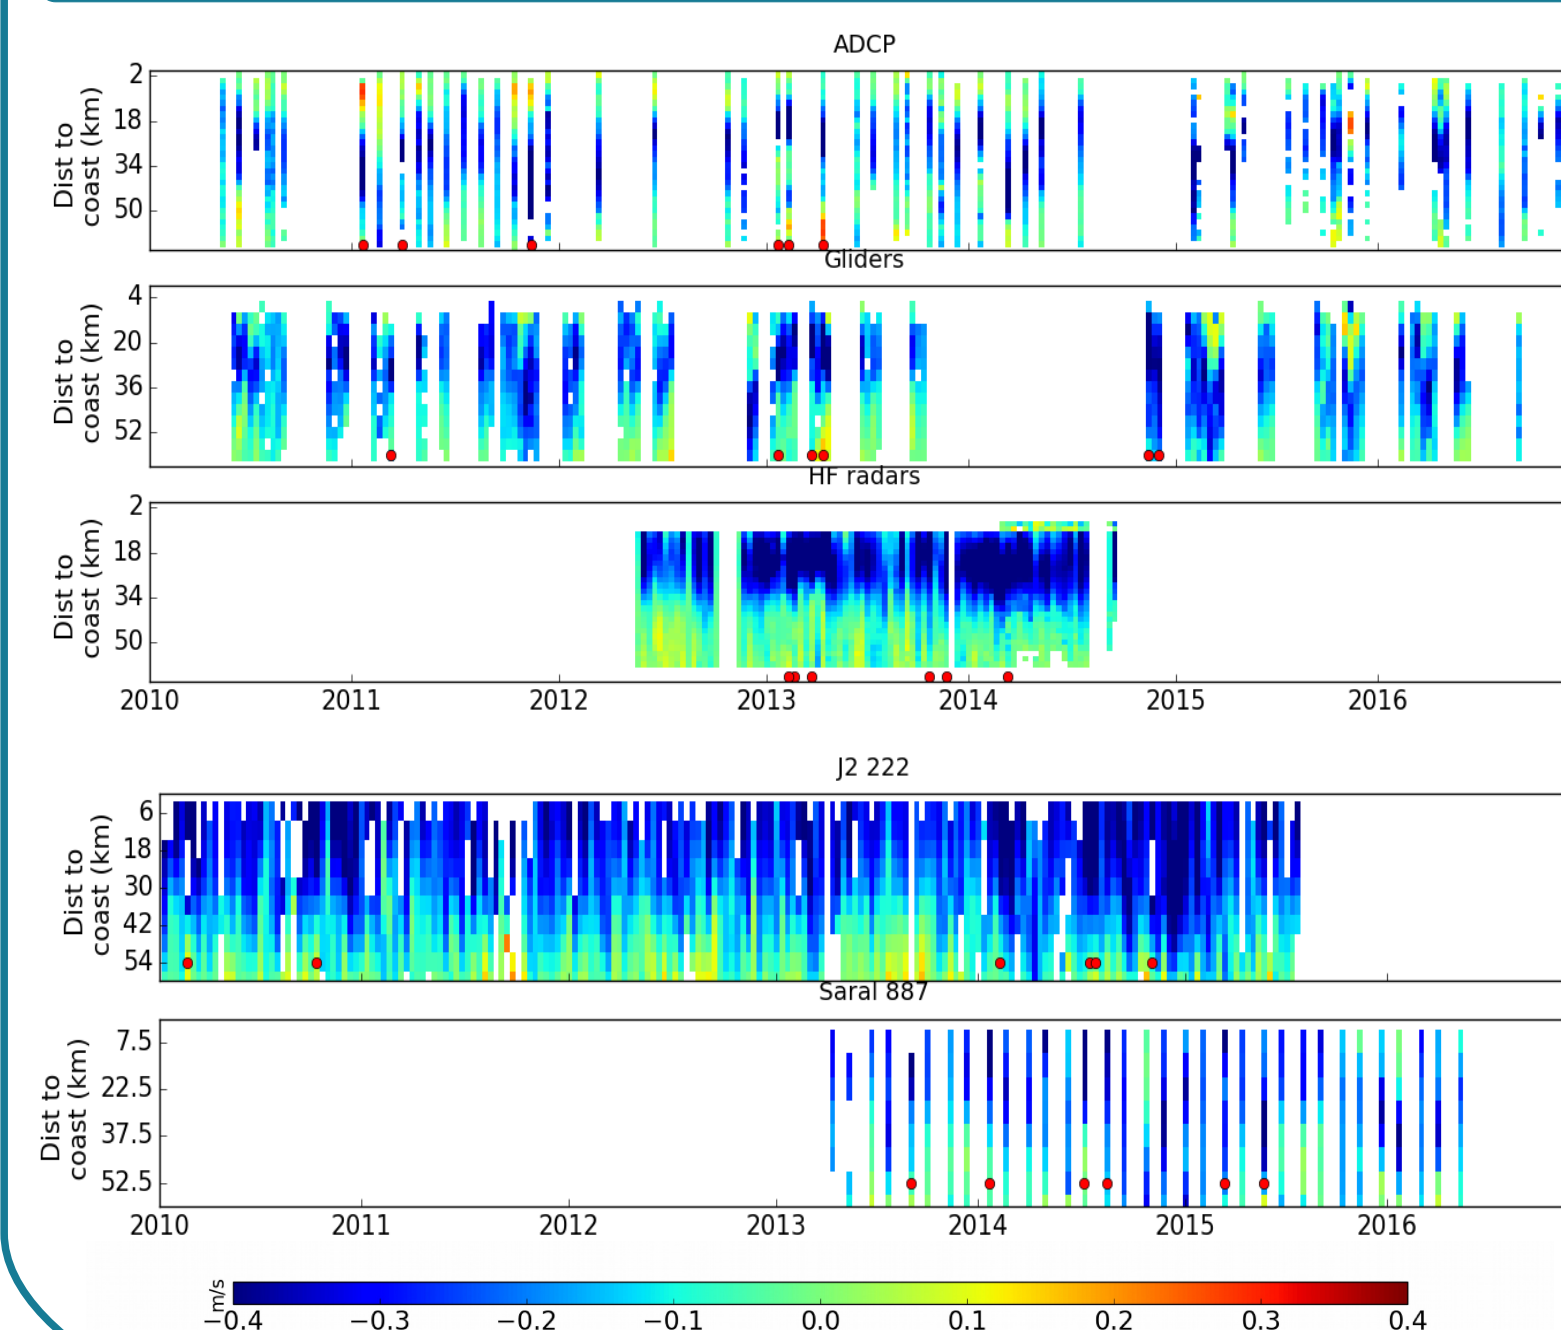 ADCP
2
18
34
50
Dist to
coast (km)
Gliders
4
20
36
52
Dist to
coast (km)
HF radars
2
18
34
50
Dist to
coast (km)
2010 2011 2012 2013 2014 2015 2016
J2 222
6
18
30
42
54
Dist to
coast (km)
Saral 887
7.5
22.5
37.5
52.5
Dist to
coast (km)
2010 2011 2012 2013 2014 2015 2016
m/s
−0.4 −0.3 −0.2 −0.1 0.0 0.1 0.2 0.3 0.4